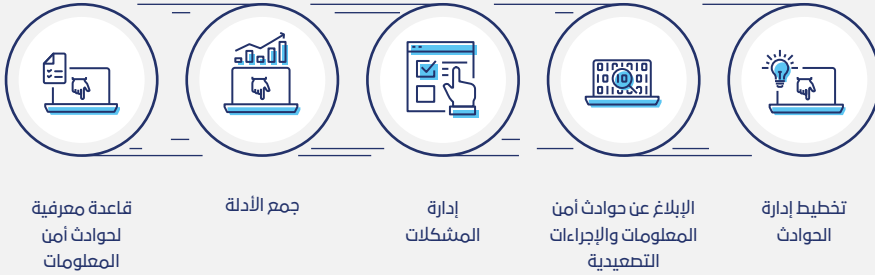 تخطيط إدارة
الحوادث
الإبلاغ عن حوادث أمن
المعلومات والإجراءات
التصعيدية
إدارة
المشكلات
جمع الأدلة
قاعدة معرفية
لحوادث أمن
المعلومات